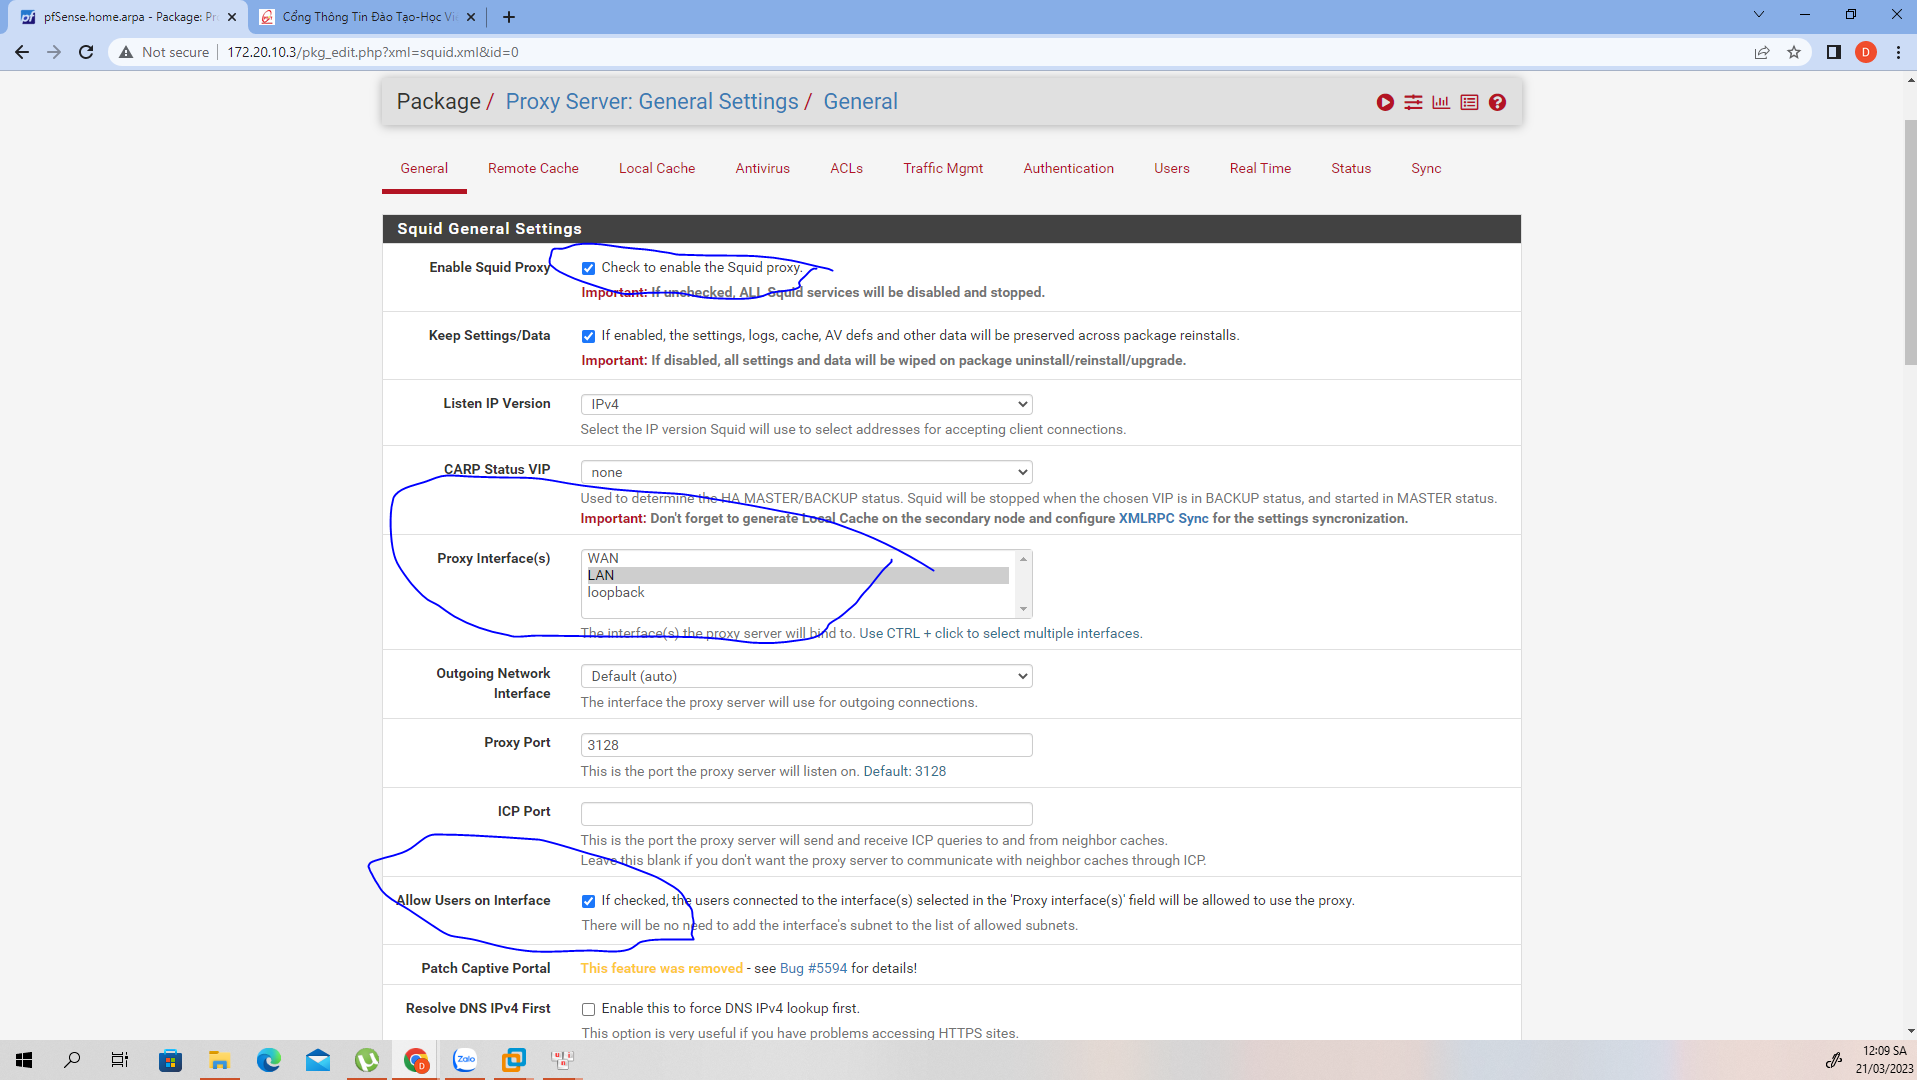 pfSense.home.arpa - Package: Pr
Cổng Thông Tin Đào Tạo-Học Vi
Not secure
172.20.10.3/pkg_edit.php?xml=squid.xml&id=0
D
Package / Proxy Server: General Settings / General
General
Remote Cache
Local Cache
Antivirus
ACLs
Traffic Mgmt
Authentication
Users
Real Time
Status
Sync
Squid General Settings
Enable Squid Proxy
Check to enable the Squid proxy.
Important: If unchecked, ALL Squid services will be disabled and stopped.
Keep Settings/Data
If enabled, the settings, logs, cache, AV defs and other data will be preserved across package reinstalls.
Important: If disabled, all settings and data will be wiped on package uninstall/reinstall/upgrade.
Listen IP Version
IPv4
Select the IP version Squid will use to select addresses for accepting client connections.
CARP Status VIP
none
Used to determine the HA MASTER/BACKUP status. Squid will be stopped when the chosen VIP is in BACKUP status, and started in MASTER status.
Important: Don't forget to generate Local Cache on the secondary node and configure XMLRPC Sync for the settings syncronization.
Proxy Interface(s)
WAN
LAN
loopback
The interface(s) the proxy server will bind to. Use CTRL + click to select multiple interfaces.
Outgoing Network
Interface
Default (auto)
The interface the proxy server will use for outgoing connections.
Proxy Port
3128
This is the port the proxy server will listen on. Default: 3128
ICP Port
This is the port the proxy server will send and receive ICP queries to and from neighbor caches.
Leave this blank if you don't want the proxy server to communicate with neighbor caches through ICP.
Allow Users on Interface
If checked, the users connected to the interface(s) selected in the 'Proxy interface(s)' field will be allowed to use the proxy.
There will be no need to add the interface's subnet to the list of allowed subnets.
Patch Captive Portal
This feature was removed - see Bug #5594 for details!
Resolve DNS IPv4 First
Enable this to force DNS IPv4 lookup first.
This option is very useful if you have problems accessing HTTPS sites.
Zalo
12:09 SA
21/03/2023